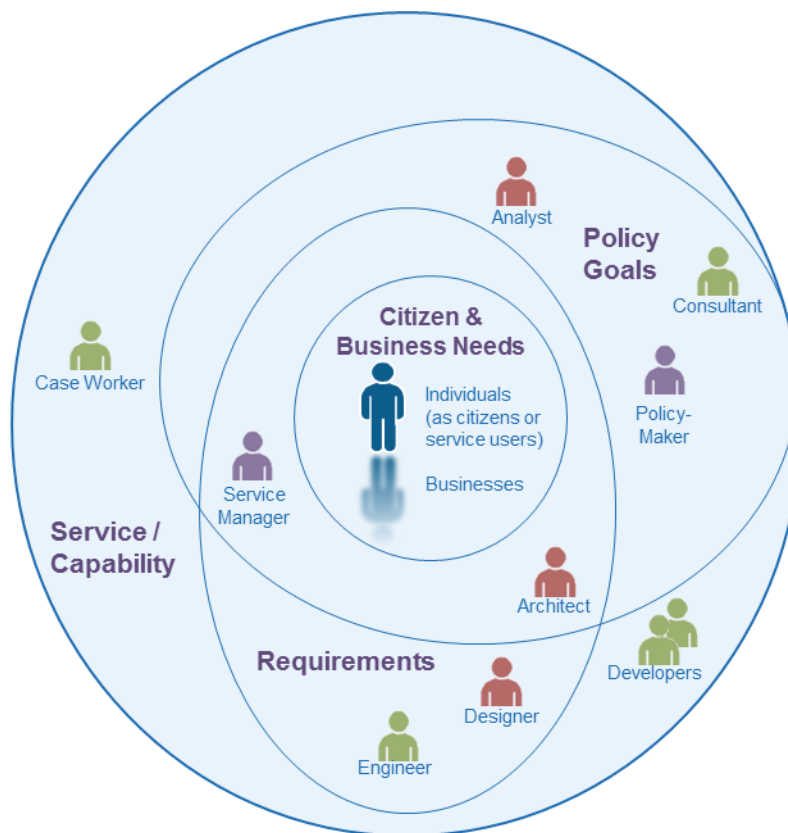 Analyst
Policy
Goals
Consultant
Citizen &
Business Needs
Case Worker
Individuals
(as citizens or
service users)
Policy-
Maker
Businesses
Service
Manager
Service /
Capability
Architect
Requirements
Developers
Designer
Engineer